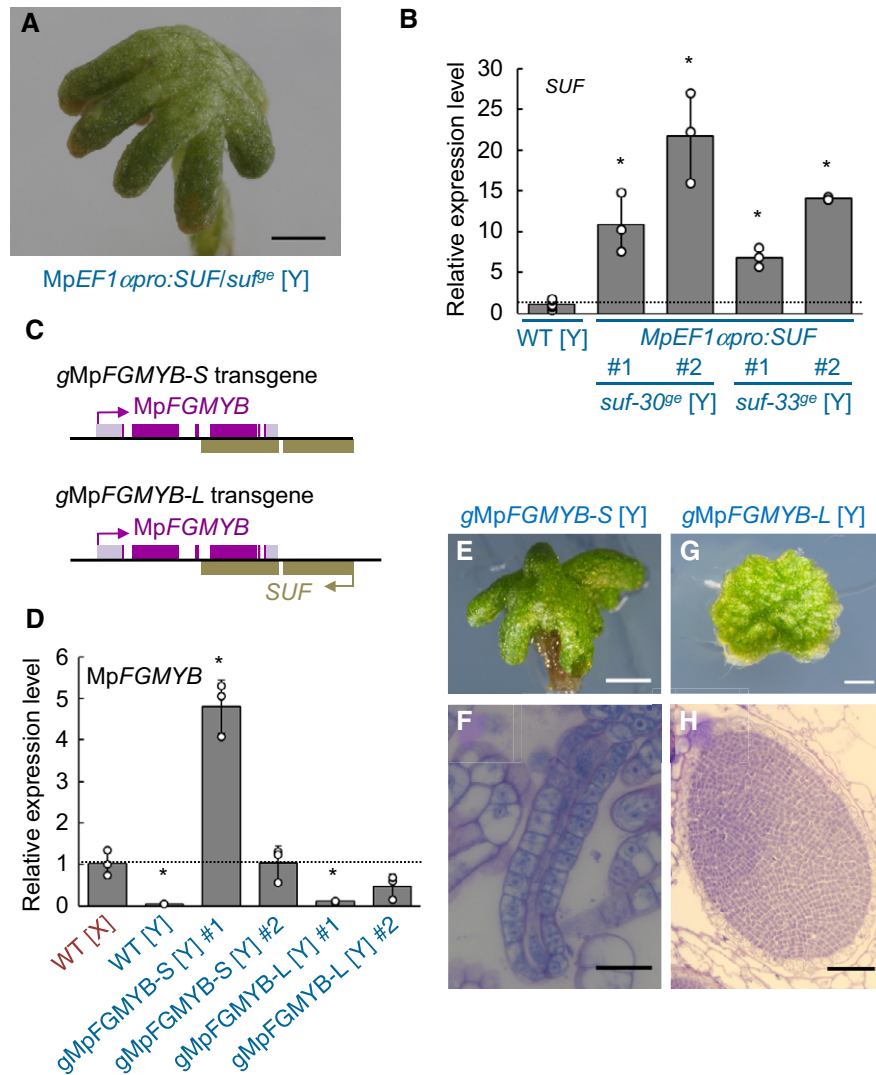 A
MpEF1αpro:SUF/sufge [Y]
B
Relative expression level
30
25
20
15
10
5
0
SUF
*
*
*
*
WT [Y]
MpEF1αpro:SUF
#1 #2 #1 #2
suf-30ge [Y] suf-33ge [Y]
C
gMpFGMYB-S transgene
MpFGMYB
gMpFGMYB-L transgene
MpFGMYB
SUF
D
Relative expression level
6
5
4
3
2
1
0
MpFGMYB
*
*
*
WT [X]
WT [Y]
gMpFGMYB-S [Y] #1
gMpFGMYB-S [Y] #2
gMpFGMYB-L [Y] #1
gMpFGMYB-L [Y] #2
gMpFGMYB-S [Y] gMpFGMYB-L [Y]
E
G
F
H